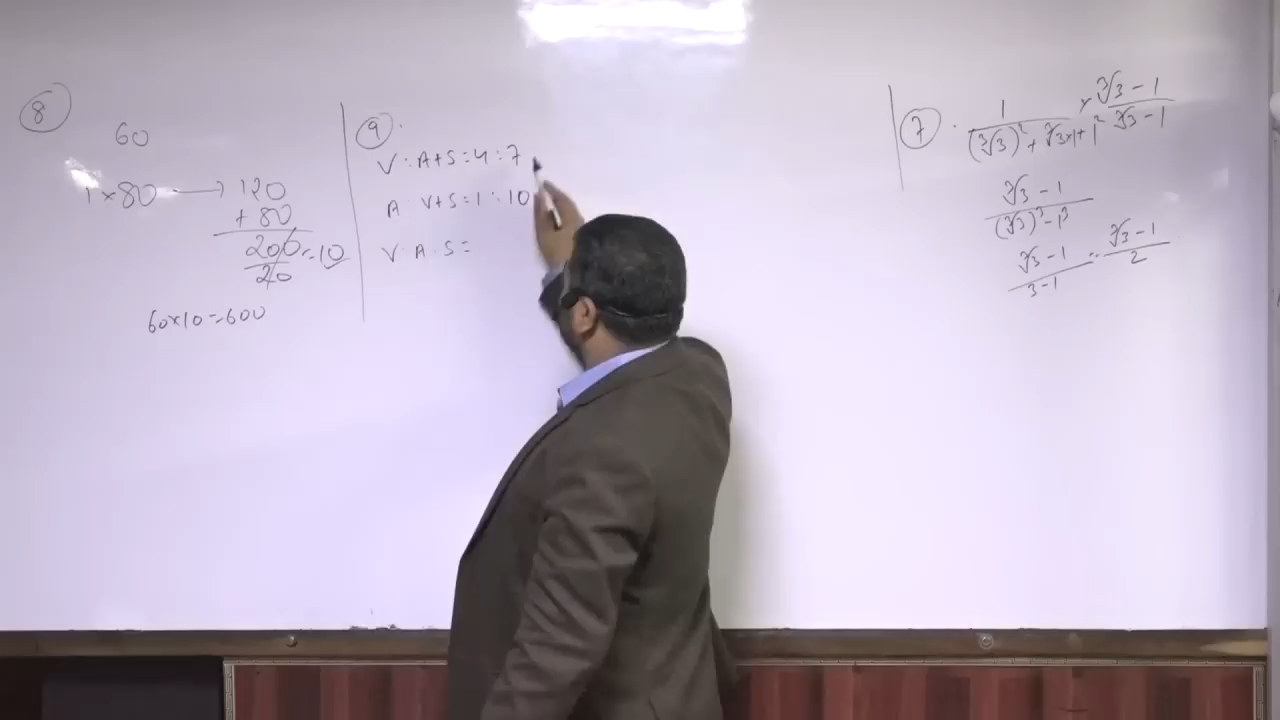 8
60
1 × 80 → 120
+ 80
200 = 10
20
60×10 = 600
9.
V : A+S = 4 : 7
A : V+S = 1 : 10
V : A : S =
7. 1/((∛3)² + ∛3×1 + 1²) × (∛3 − 1)/(∛3 − 1)
(∛3 − 1)/((∛3)³ − 1³)
(∛3 − 1)/(3−1) = (∛3 − 1)/2